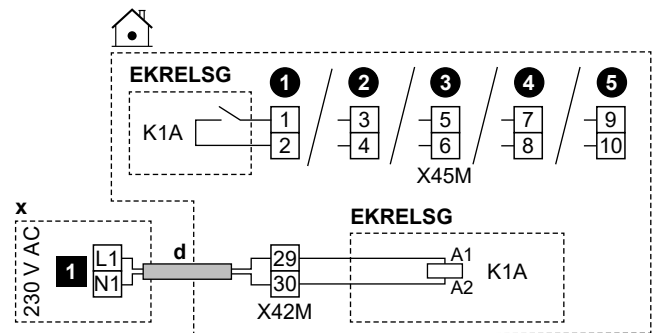 EKRELSG
1 2 3 4 5
K1A
1 3 5 7 9
2 4 6 8 10
X45M
x
230 V AC
1
L1
N1
d
29
30
X42M
EKRELSG
A1
K1A
A2